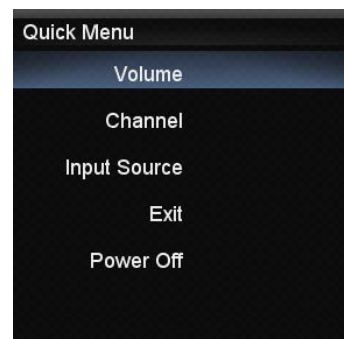 Quick Menu
Volume
Channel
Input Source
Exit
Power Off